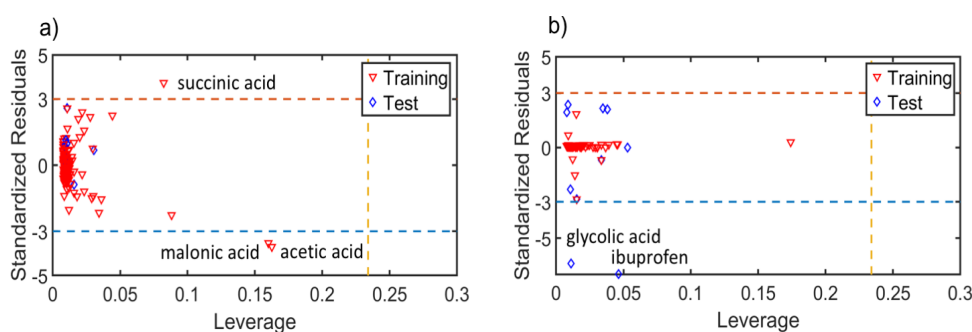 a)
Standardized Residuals
5
3
0
-3
-5
succinic acid
Training
Test
malonic acid
acetic acid
0
0.05
0.1
0.15
0.2
0.25
0.3
Leverage
b)
Standardized Residuals
5
3
0
-3
-5
Training
Test
glycolic acid
ibuprofen
0
0.05
0.1
0.15
0.2
0.25
0.3
Leverage